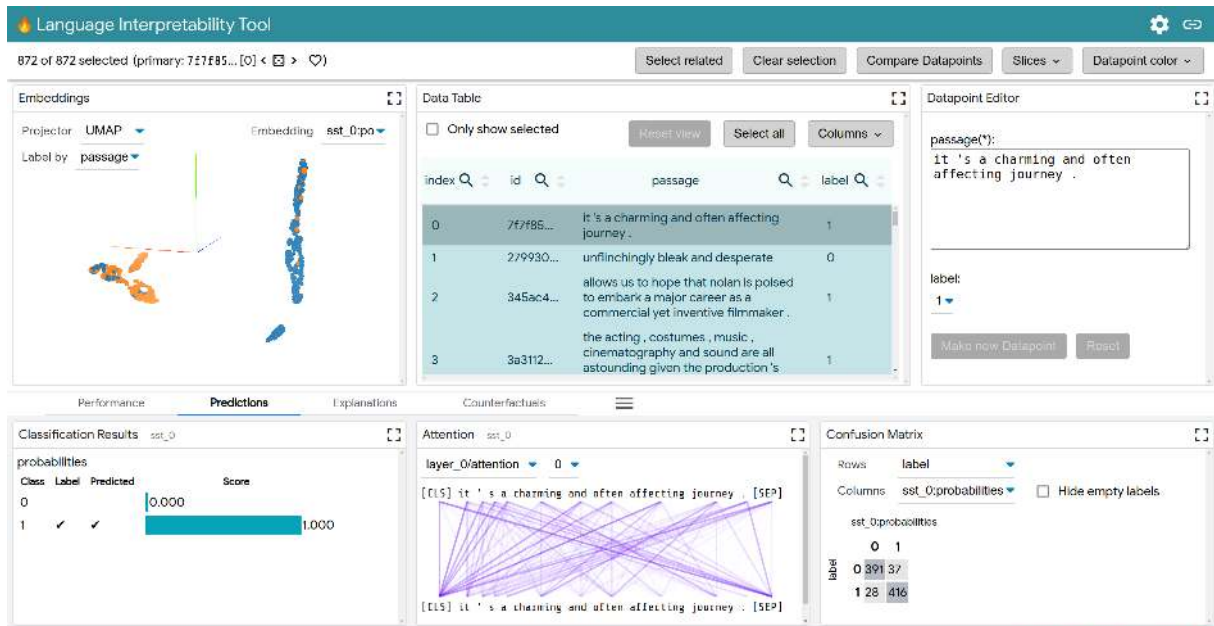 Language Interpretability Tool
872 of 872 selected (primary: 7f7f85... [0] < > )
Select related
Clear selection
Compare Datapoints
Slices
Datapoint color
Embeddings
Projector UMAP
Embedding sst_0:po
Label by passage
Data Table
Only show selected
Reset view
Select all
Columns
index id passage label
0 7f7f85... it 's a charming and often affecting
journey . 1
1 279930... unflinchingly bleak and desperate 0
allows us to hope that nolan is poised
2 345ac4... to embark a major career as a 1
commercial yet inventive filmmaker .
the acting , costumes , music ,
cinematography and sound are all
3 3a3112... astounding given the production 's 1
Datapoint Editor
passage(*):
it 's a charming and often
affecting journey .
label:
1
Make new Datapoint
Reset
Performance
Predictions
Explanations
Counterfactuals
Classification Results sst_0
probabilities
Class Label Predicted Score
0 0.000
1 ✔ ✔ 1.000
Attention sst_0
layer_0/attention 0
[CLS] it ' s a charming and often affecting journey . [SEP]
[CLS] it ' s a charming and often affecting journey . [SEP]
Confusion Matrix
Rows label
Columns sst_0:probabilities
Hide empty labels
sst_0:probabilities
0 1
label
0 391 37
1 28 416